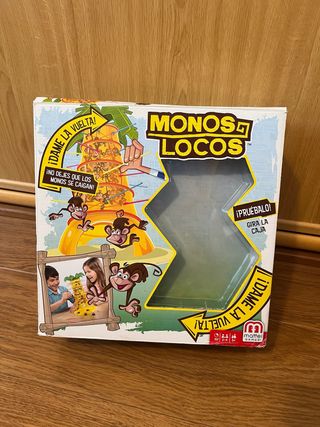 ¡DAME LA VUELTA!
¡NO DEJES QUE LOS
MONOS SE CAIGAN!
MONOS
LOCOS
¡PRUÉBALO!
GIRA LA
CAJA
¡DAME LA VUELTA!
MATTEL
GAMES